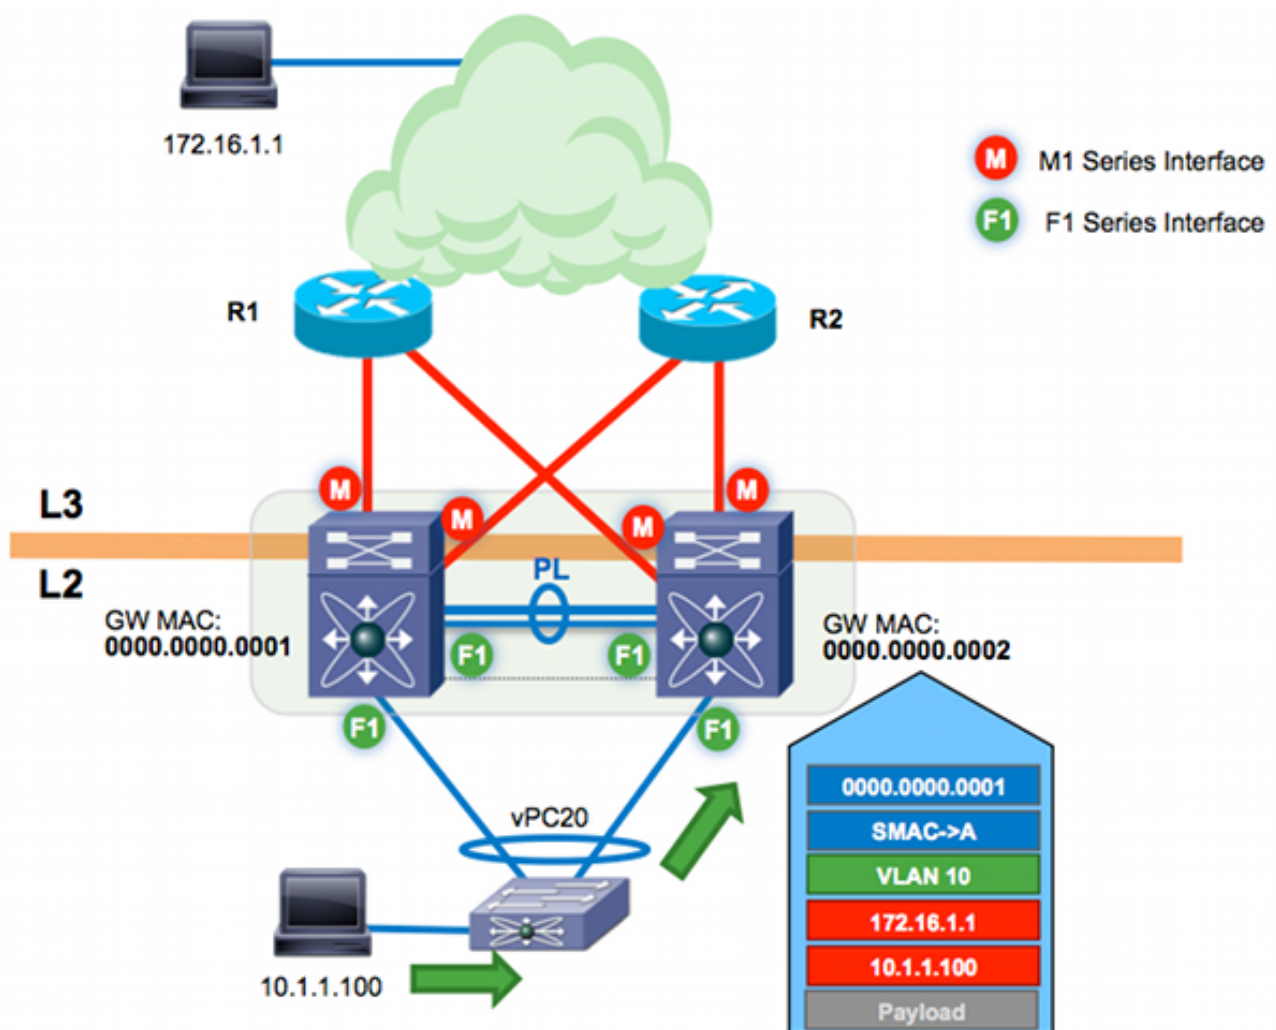 172.16.1.1
M
M1 Series Interface
F1
F1 Series Interface
R1
R2
M
M
M
M
L3
L2
PL
GW MAC:
0000.0000.0001
GW MAC:
0000.0000.0002
F1
F1
F1
F1
vPC20
10.1.1.100
0000.0000.0001
SMAC->A
VLAN 10
172.16.1.1
10.1.1.100
Payload